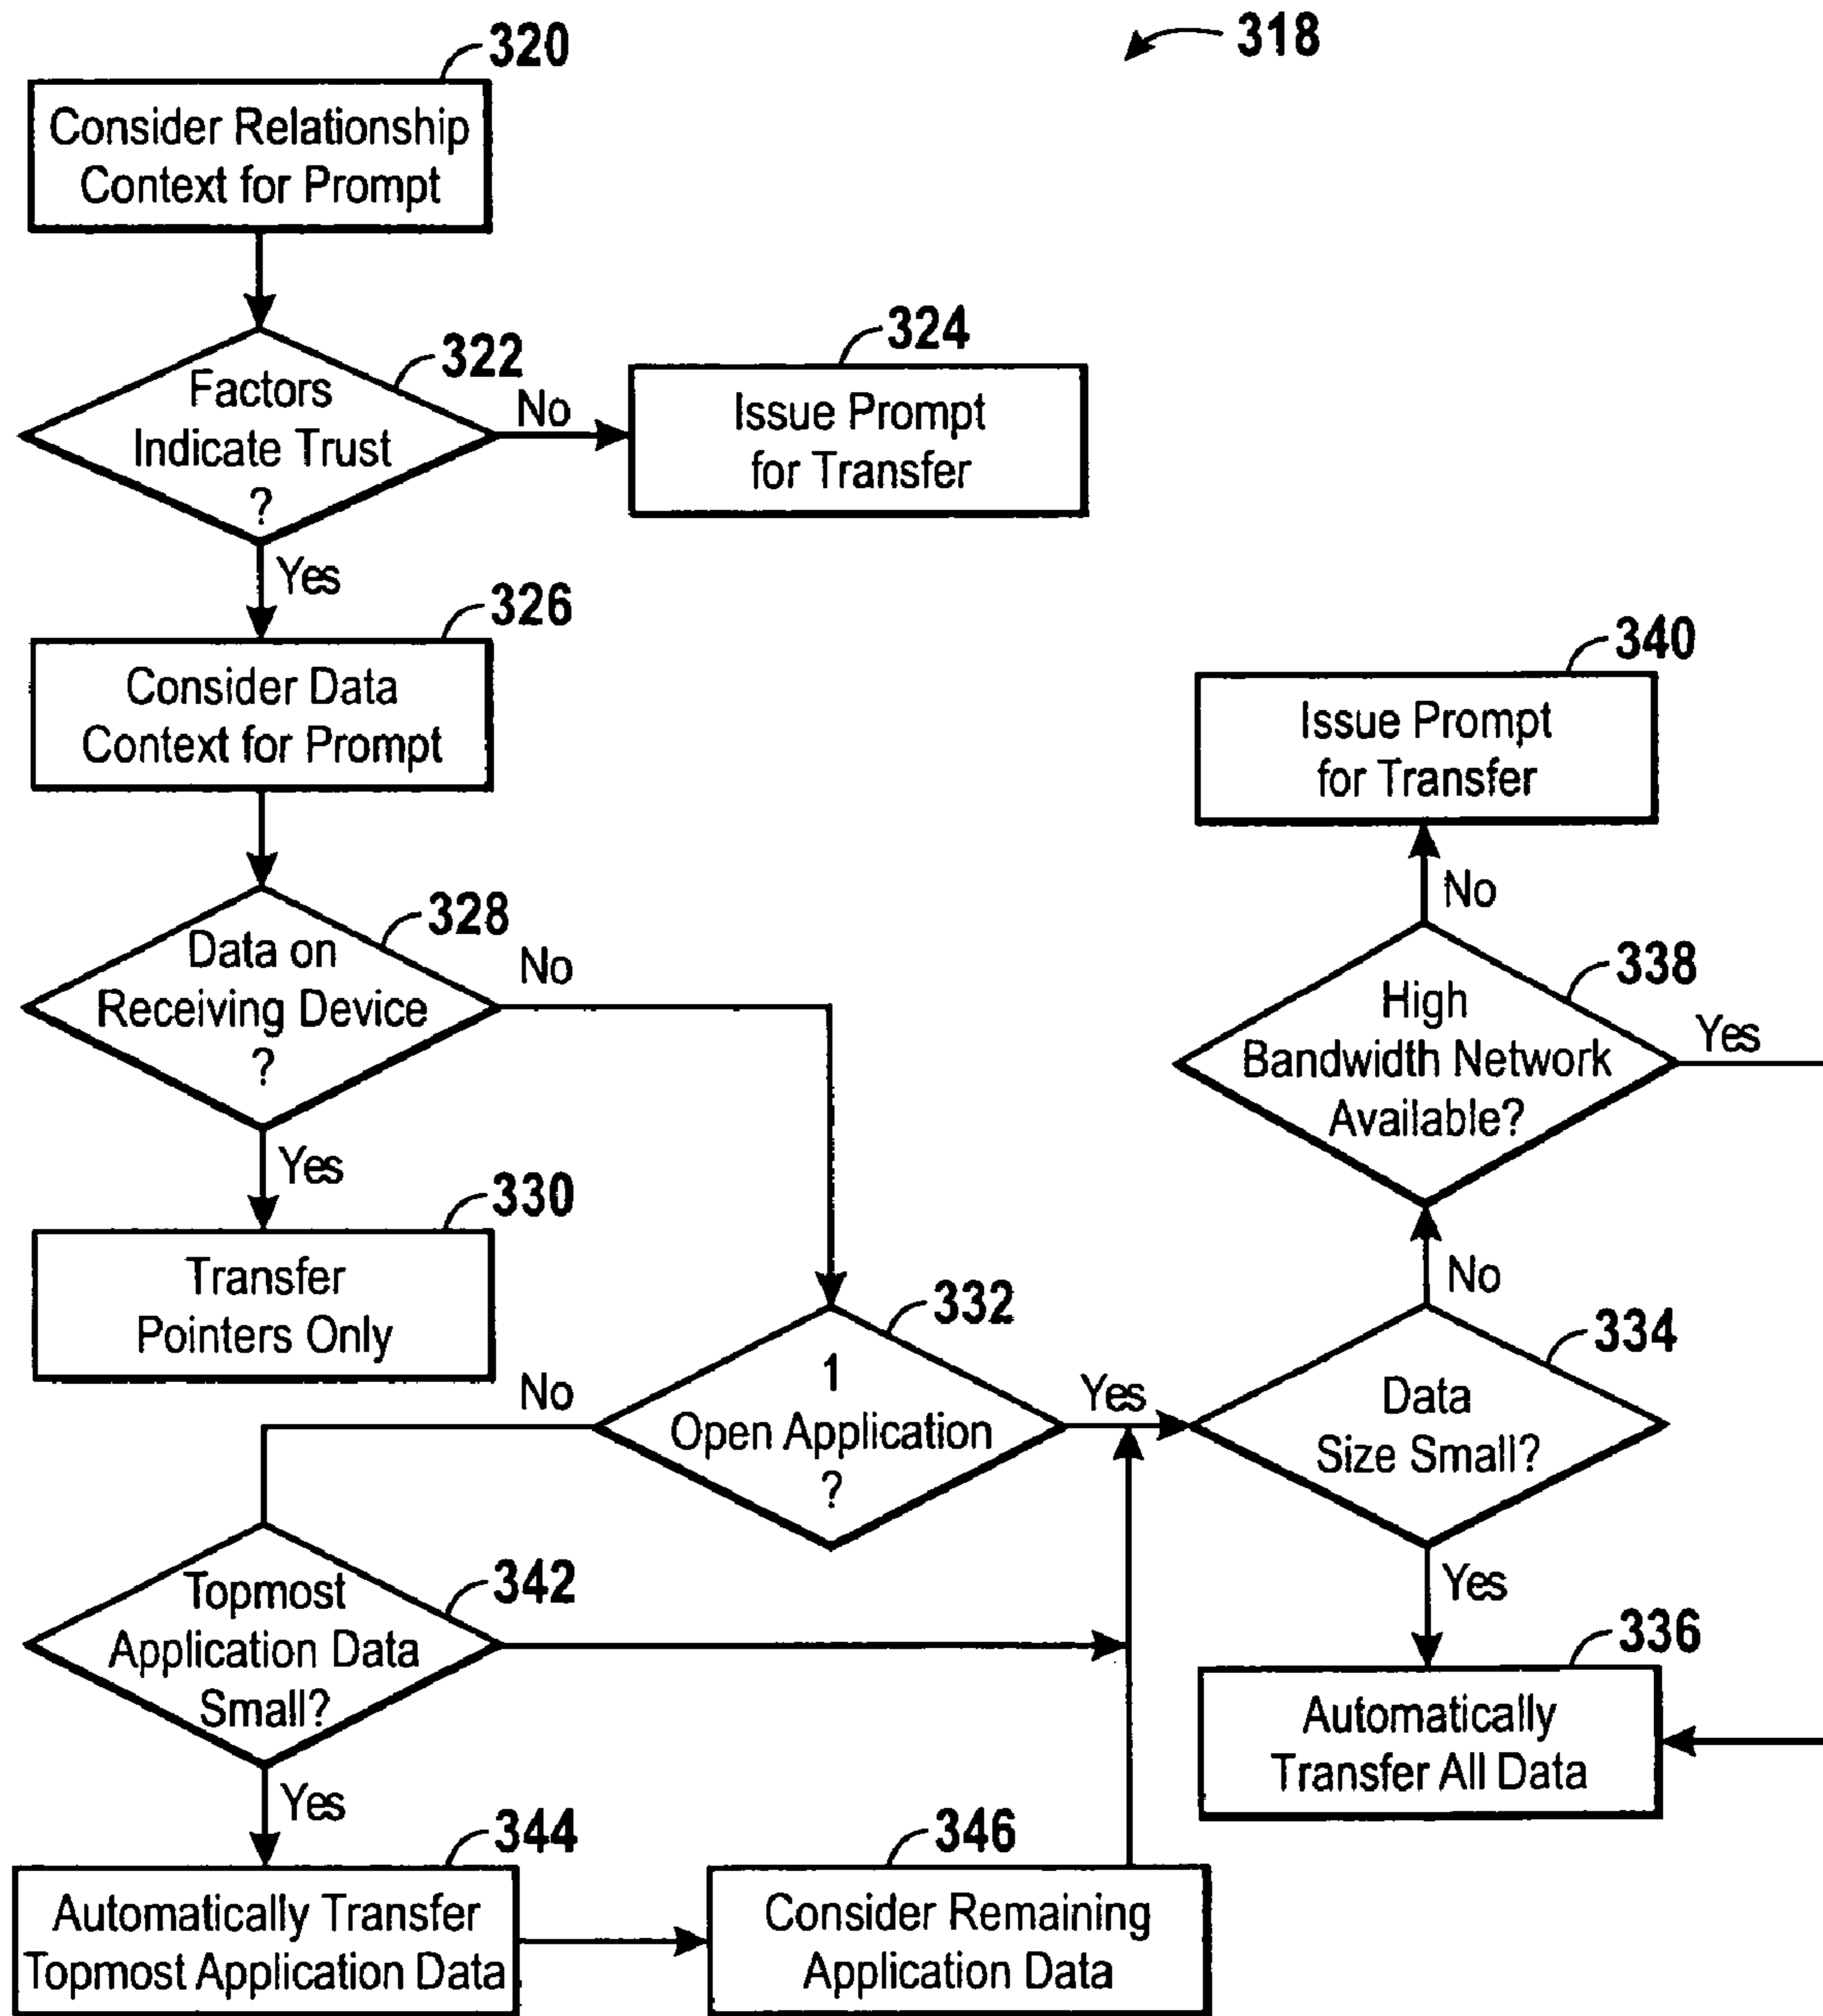 318
320
Consider Relationship
Context for Prompt
322
Factors
Indicate Trust
?
No
324
Issue Prompt
for Transfer
Yes
326
Consider Data
Context for Prompt
328
Data on
Receiving Device
?
No
Yes
330
Transfer
Pointers Only
332
1
Open Application
?
No
Yes
334
Data
Size Small?
No
338
High
Bandwidth Network
Available?
No
Yes
340
Issue Prompt
for Transfer
Yes
336
Automatically
Transfer All Data
342
Topmost
Application Data
Small?
Yes
344
Automatically Transfer
Topmost Application Data
346
Consider Remaining
Application Data